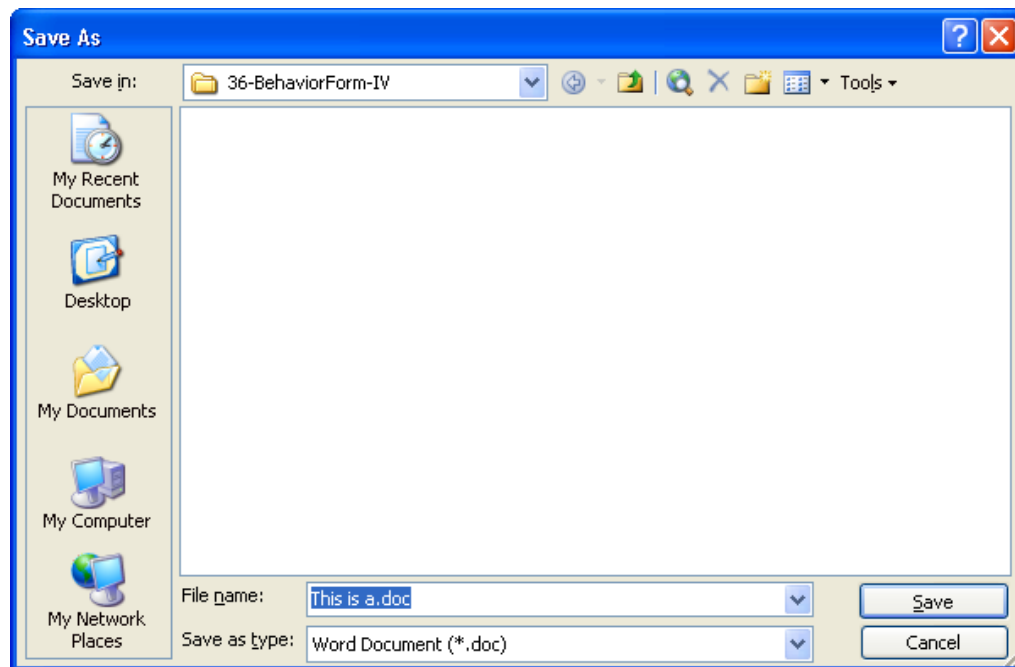 Save As
Save in:
36-BehaviorForm-IV
Tools
My Recent
Documents
Desktop
My Documents
My Computer
My Network
Places
File name:
This is a.doc
Save
Save as type:
Word Document (*.doc)
Cancel